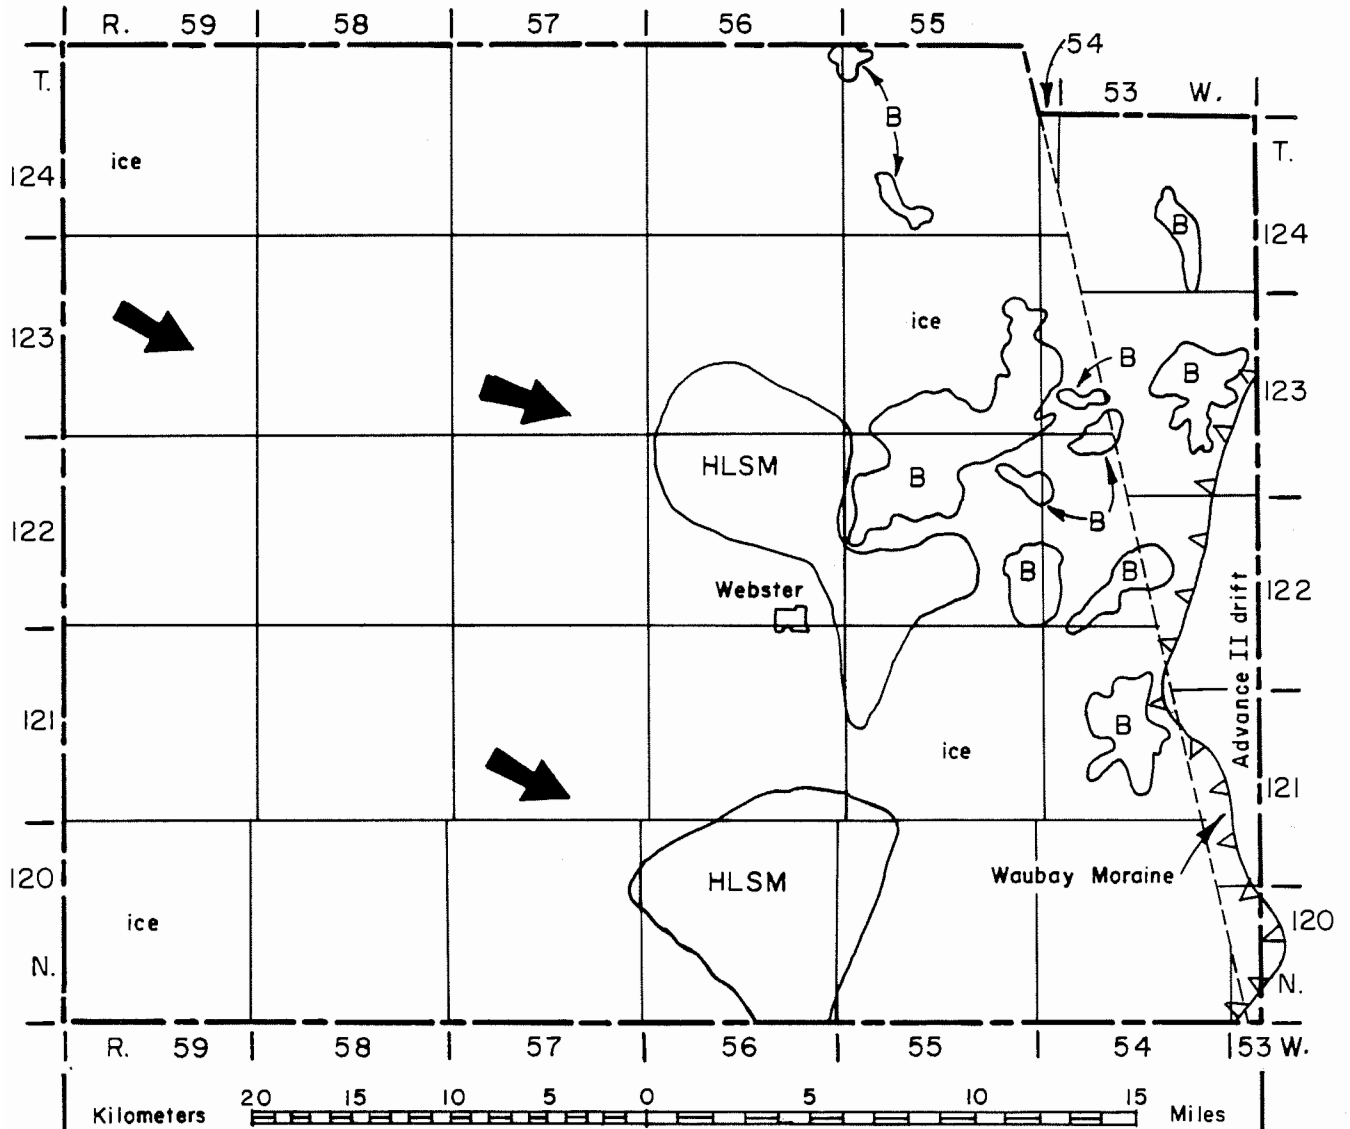 R. 59 58 57 56 55
54
53 W.
T.
T.
124
ice
B
B
124
123
ice
B
B
123
HLSM
B
B
122
Webster
B
B
122
Advance II drift
121
ice
B
121
120
HLSM
Waubay Moraine
120
ice
N.
N.
R. 59 58 57 56 55 54 53 W.
20 15 10 5 0 5 10 15
Kilometers Miles